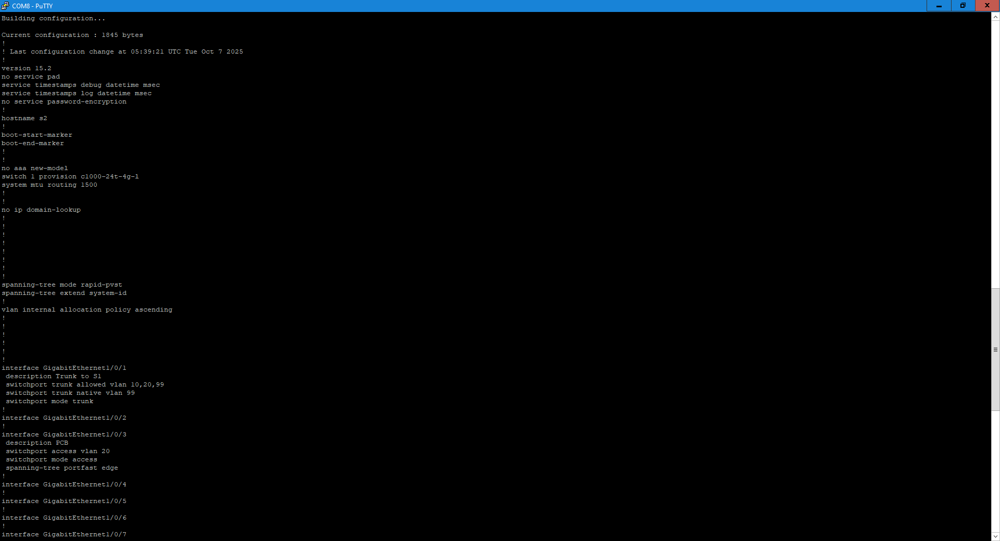 COM8 - PuTTY
Building configuration...
Current configuration : 1845 bytes
!
! Last configuration change at 05:39:21 UTC Tue Oct 7 2025
!
version 15.2
no service pad
service timestamps debug datetime msec
service timestamps log datetime msec
no service password-encryption
!
hostname s2
!
boot-start-marker
boot-end-marker
!
!
no aaa new-model
switch 1 provision c1000-24t-4g-l
system mtu routing 1500
!
!
no ip domain-lookup
!
!
!
!
!
!
!
!
spanning-tree mode rapid-pvst
spanning-tree extend system-id
!
vlan internal allocation policy ascending
!
!
!
!
!
!
interface GigabitEthernet1/0/1
 description Trunk to S1
 switchport trunk allowed vlan 10,20,99
 switchport trunk native vlan 99
 switchport mode trunk
!
interface GigabitEthernet1/0/2
!
interface GigabitEthernet1/0/3
 description PCB
 switchport access vlan 20
 switchport mode access
 spanning-tree portfast edge
!
interface GigabitEthernet1/0/4
!
interface GigabitEthernet1/0/5
!
interface GigabitEthernet1/0/6
!
interface GigabitEthernet1/0/7